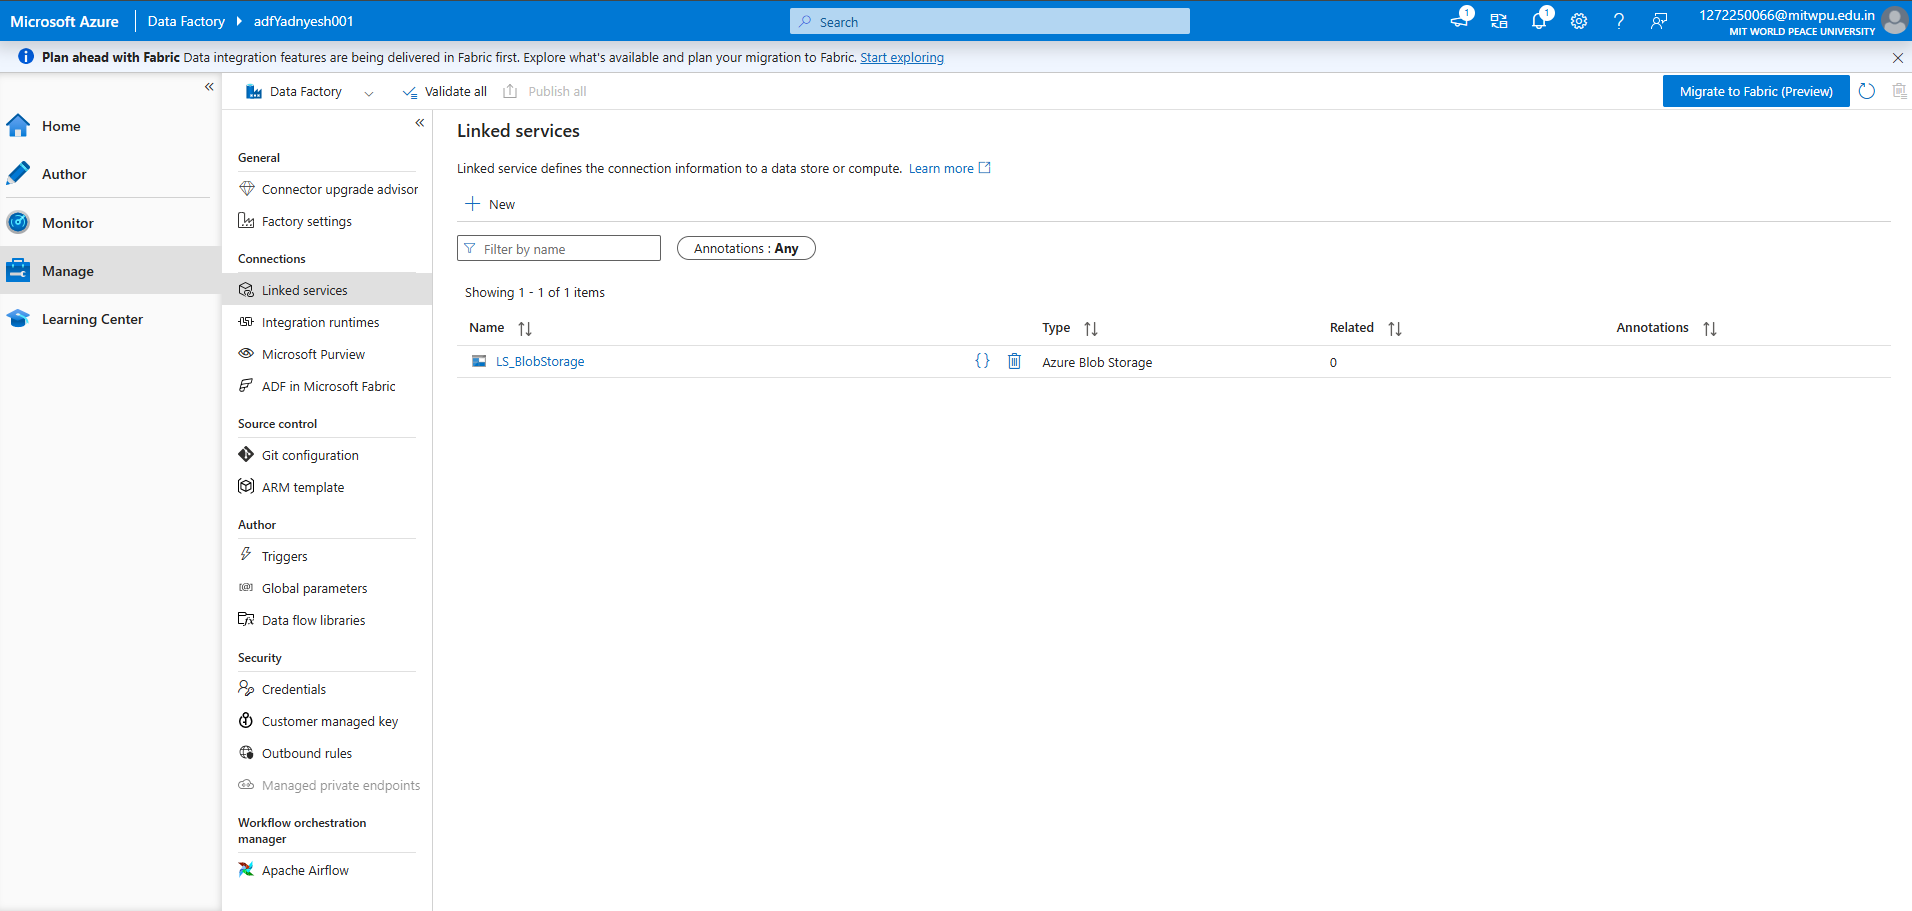 Microsoft Azure
Data Factory
adfYadnyesh001
Search
1
1
1272250066@mitwpu.edu.in
MIT WORLD PEACE UNIVERSITY
Plan ahead with Fabric Data integration features are being delivered in Fabric first. Explore what's available and plan your migration to Fabric. Start exploring
Home
Author
Monitor
Manage
Learning Center
Data Factory
Validate all
Publish all
Migrate to Fabric (Preview)
General
Connector upgrade advisor
Factory settings
Connections
Linked services
Integration runtimes
Microsoft Purview
ADF in Microsoft Fabric
Source control
Git configuration
ARM template
Author
Triggers
Global parameters
Data flow libraries
Security
Credentials
Customer managed key
Outbound rules
Managed private endpoints
Workflow orchestration
manager
Apache Airflow
Linked services
Linked service defines the connection information to a data store or compute. Learn more
New
Filter by name
Annotations : Any
Showing 1 - 1 of 1 items
Name Type Related Annotations
LS_BlobStorage {} Azure Blob Storage 0